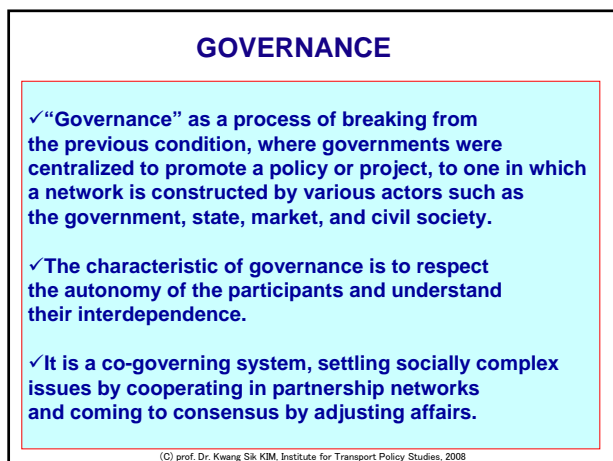 GOVERNANCE
✓“Governance” as a process of breaking from
the previous condition, where governments were
centralized to promote a policy or project, to one in which
a network is constructed by various actors such as
the government, state, market, and civil society.
✓The characteristic of governance is to respect
the autonomy of the participants and understand
their interdependence.
✓It is a co-governing system, settling socially complex
issues by cooperating in partnership networks
and coming to consensus by adjusting affairs.
(C) prof. Dr. Kwang Sik KIM, Institute for Transport Policy Studies, 2008